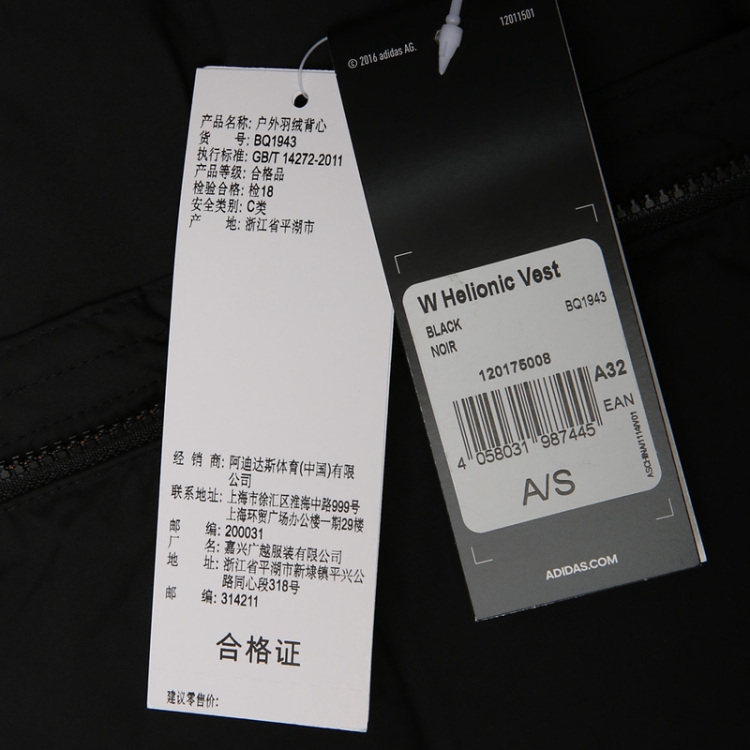 产品名称: 户外羽绒背心
货 号: BQ1943
执行标准: GB/T 14272-2011
产品等级: 合格品
检验合格: 检18
安全类别: C类
产 地: 浙江省平湖市
经 销 商: 阿迪达斯体育(中国)有限
公司
联系地址: 上海市徐汇区淮海中路999号
上海环贸广场办公楼一期29楼
邮 编: 200031
厂 名: 嘉兴广越服装有限公司
地 址: 浙江省平湖市新埭镇平兴公
路同心段318号
邮 编: 314211
合格证
建议零售价:
© 2016 adidas AG.
12011501
W Helionic Vest
BLACK
BQ1943
NOIR
120175008
A32
EAN
4 058031 987445
A/S
ADIDAS.COM